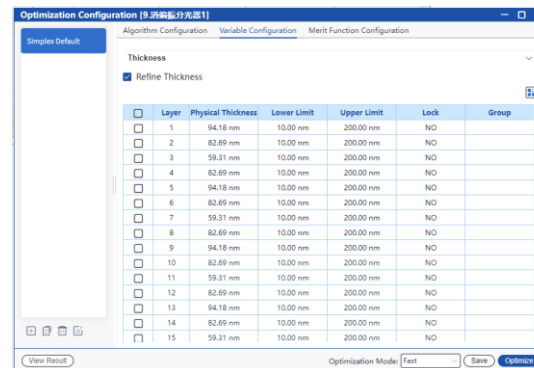 Optimization Configuration [9.消偏振分光器1]
Simplex Default
Algorithm Configuration Variable Configuration Merit Function Configuration
Thickness
Refine Thickness
Layer Physical Thickness Lower Limit Upper Limit Lock Group
1 94.18 nm 10.00 nm 200.00 nm NO
2 82.69 nm 10.00 nm 200.00 nm NO
3 59.31 nm 10.00 nm 200.00 nm NO
4 82.69 nm 10.00 nm 200.00 nm NO
5 94.18 nm 10.00 nm 200.00 nm NO
6 82.69 nm 10.00 nm 200.00 nm NO
7 59.31 nm 10.00 nm 200.00 nm NO
8 82.69 nm 10.00 nm 200.00 nm NO
9 94.18 nm 10.00 nm 200.00 nm NO
10 82.69 nm 10.00 nm 200.00 nm NO
11 59.31 nm 10.00 nm 200.00 nm NO
12 82.69 nm 10.00 nm 200.00 nm NO
13 94.18 nm 10.00 nm 200.00 nm NO
14 82.69 nm 10.00 nm 200.00 nm NO
15 59.31 nm 10.00 nm 200.00 nm NO
View Result Optimization Mode: Fast Save Optimize